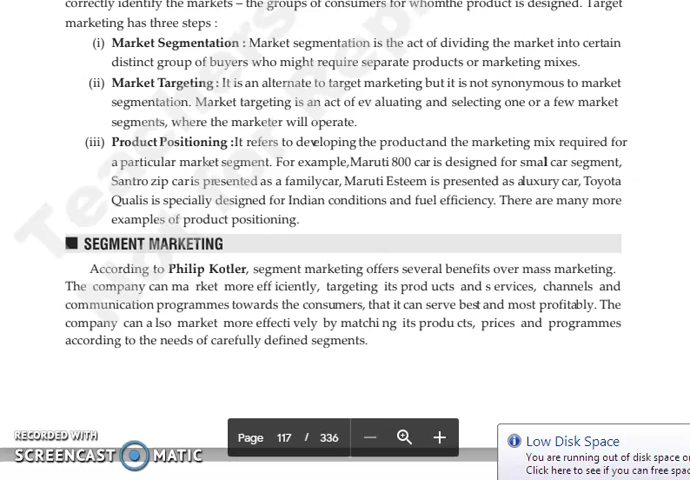 correctly identify the markets – the groups of consumers for whomthe product is designed. Target
marketing has three steps :
(i) Market Segmentation : Market segmentation is the act of dividing the market into certain
distinct group of buyers who might require separate products or marketing mixes.
(ii) Market Targeting : It is an alternate to target marketing but it is not synonymous to market
segmentation. Market targeting is an act of ev aluating and selecting one or a few market
segments, where the marketer will operate.
(iii) Product Positioning :It refers to developing the productand the marketing mix required for
a particular market segment. For example,Maruti 800 car is designed for small car segment,
Santro zip caris presented as a familycar, Maruti Esteem is presented as aluxury car, Toyota
Qualis is specially designed for Indian conditions and fuel efficiency. There are many more
examples of product positioning.
SEGMENT MARKETING
According to Philip Kotler, segment marketing offers several benefits over mass marketing.
The company can ma rket more eff iciently, targeting its prod ucts and s ervices, channels and
communication programmes towards the consumers, that it can serve best and most profitably. The
company can a lso market more effecti vely by matchi ng its produ cts, prices and programmes
according to the needs of carefully defined segments.
Page 117 / 336
RECORDED WITH
SCREENCAST MATIC
Low Disk Space
You are running out of disk space o
Click here to see if you can free spac